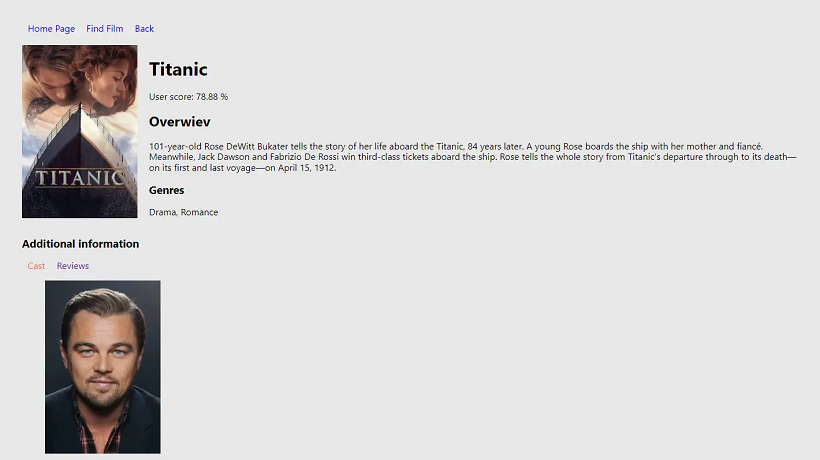 Home Page Find Film Back
Titanic
User score: 78.88 %
Overwiev
101-year-old Rose DeWitt Bukater tells the story of her life aboard the Titanic, 84 years later. A young Rose boards the ship with her mother and fiancé.
Meanwhile, Jack Dawson and Fabrizio De Rossi win third-class tickets aboard the ship. Rose tells the whole story from Titanic's departure through to its death—
on its first and last voyage—on April 15, 1912.
TITANIC
Genres
Drama, Romance
Additional information
Cast Reviews